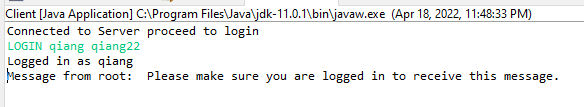 Client [Java Application] C:\Program Files\Java\jdk-11.0.1\bin\javaw.exe (Apr 18, 2022, 11:48:33 PM)
Connected to Server proceed to login
LOGIN qiang qiang22
Logged in as qiang
Message from root:  Please make sure you are logged in to receive this message.